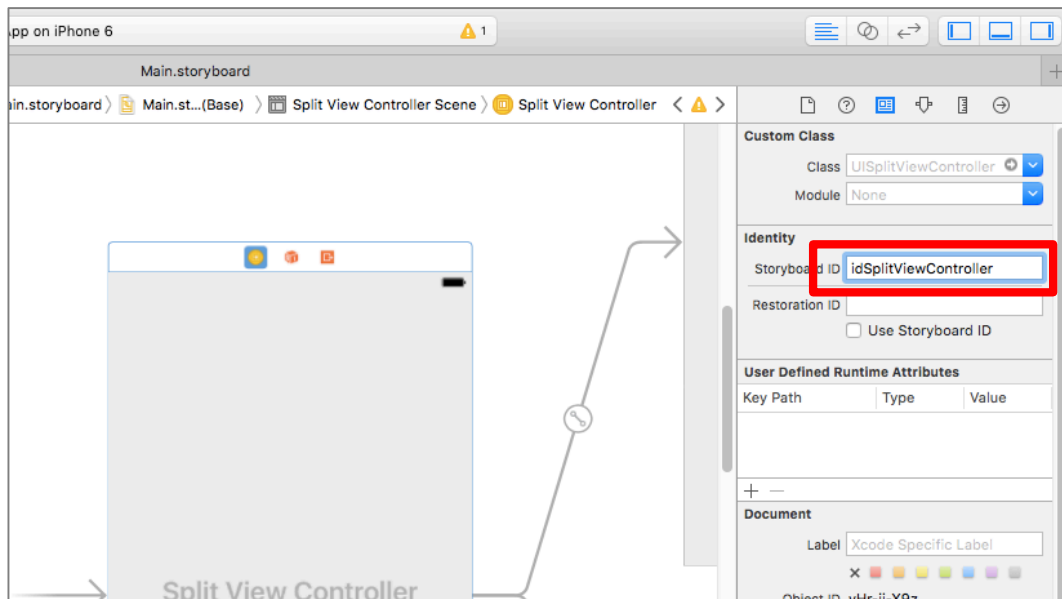 App on iPhone 6
1
Main.storyboard
ain.storyboard
Main.st...(Base)
Split View Controller Scene
Split View Controller
Custom Class
Class UISplitViewController
Module None
Identity
Storyboard ID idSplitViewController
Restoration ID
Use Storyboard ID
User Defined Runtime Attributes
Key Path Type Value
Document
Label Xcode Specific Label
Split View Controller